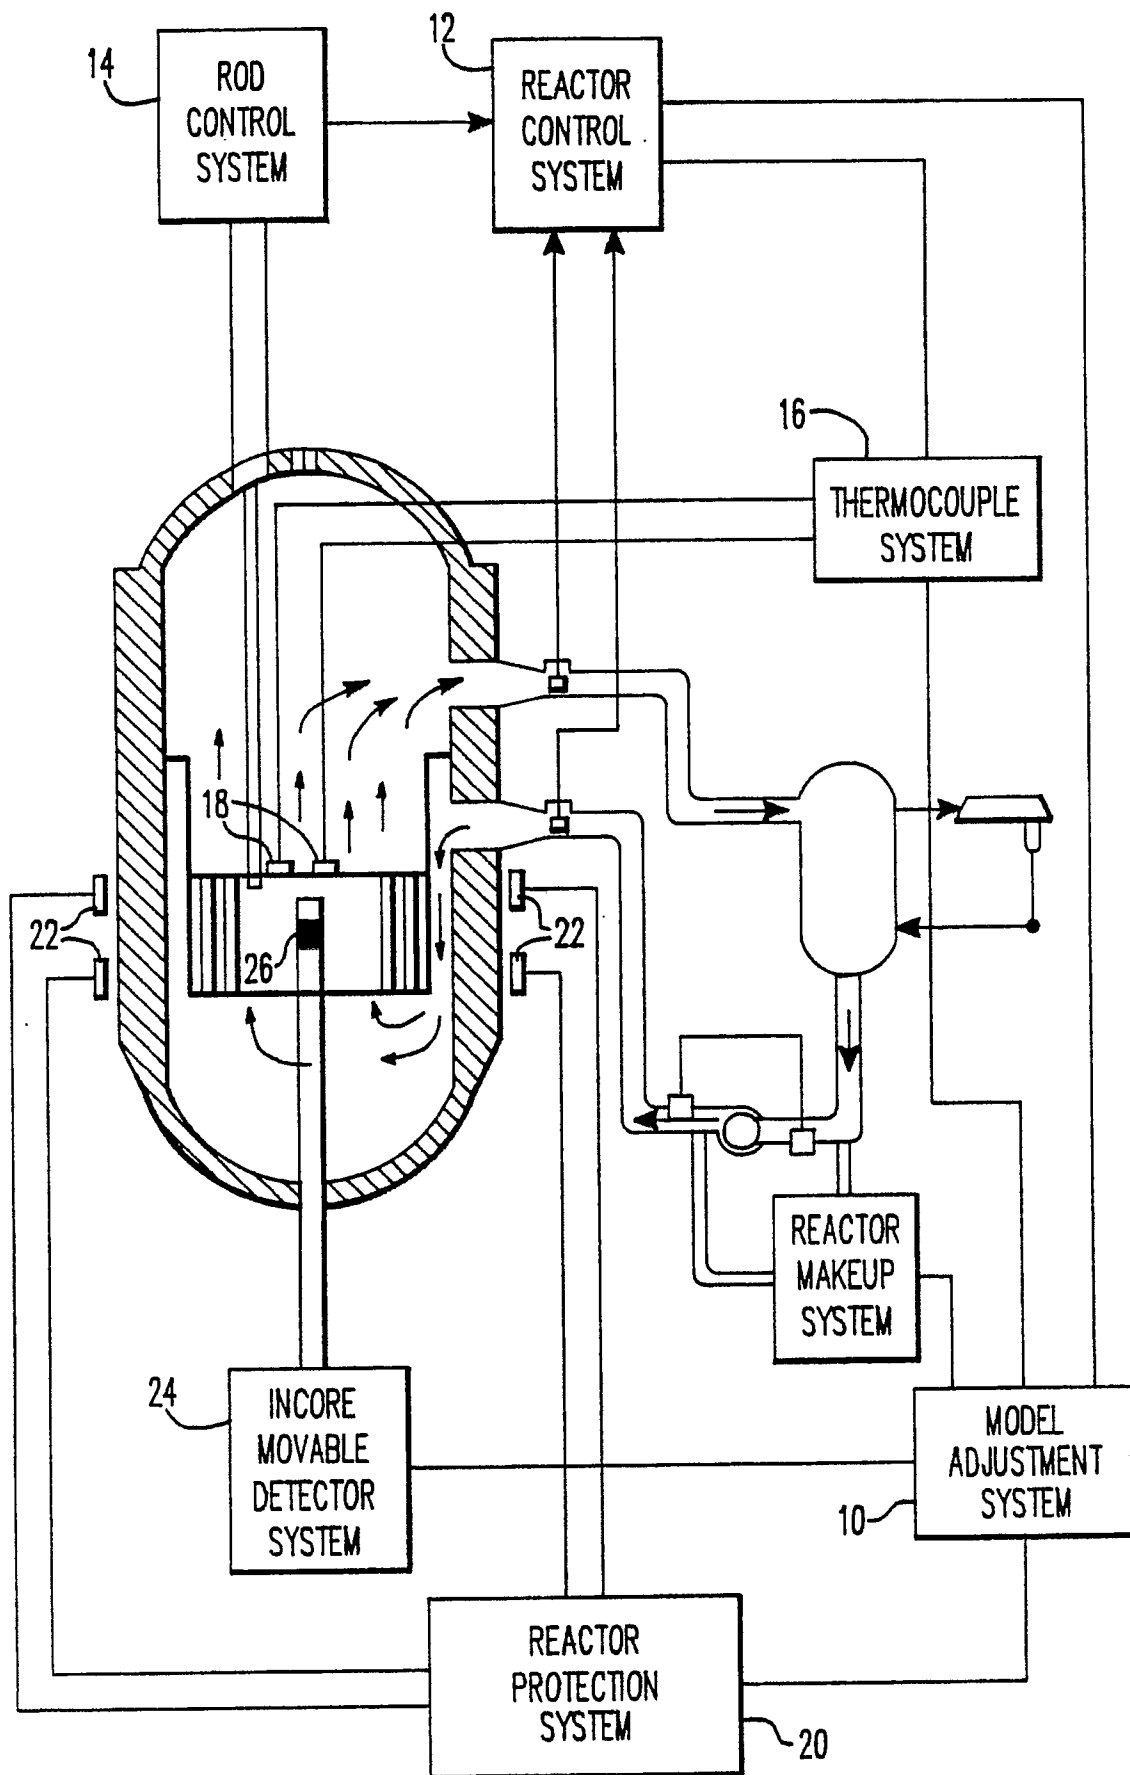 14
ROD
CONTROL
SYSTEM
12
REACTOR
CONTROL
SYSTEM
16
THERMOCOUPLE
SYSTEM
18
22
26
22
REACTOR
MAKEUP
SYSTEM
24
INCORE
MOVABLE
DETECTOR
SYSTEM
MODEL
ADJUSTMENT
SYSTEM
10
REACTOR
PROTECTION
SYSTEM
20